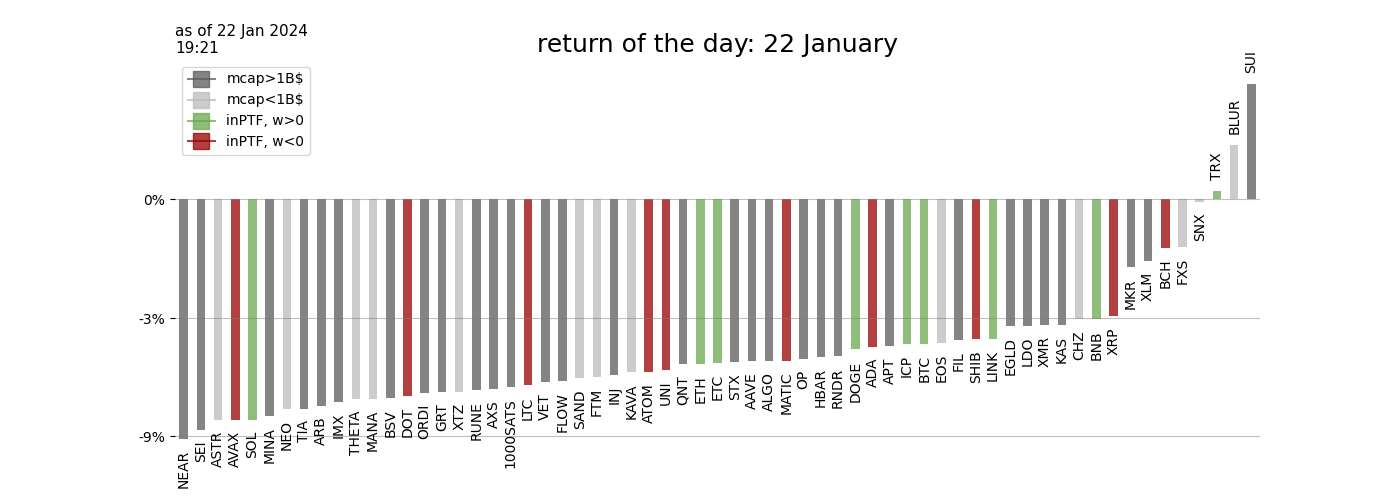 as of 22 Jan 2024
19:21
return of the day: 22 January
mcap>1B$
mcap<1B$
inPTF, w>0
inPTF, w<0
0%
-3%
-9%
NEAR
SEI
ASTR
AVAX
SOL
MINA
NEO
TIA
ARB
IMX
THETA
MANA
BSV
DOT
ORDI
GRT
XTZ
RUNE
AXS
1000SATS
LTC
VET
FLOW
SAND
FTM
INJ
KAVA
ATOM
UNI
QNT
ETH
ETC
STX
AAVE
ALGO
MATIC
OP
HBAR
RNDR
DOGE
ADA
APT
ICP
BTC
EOS
FIL
SHIB
LINK
EGLD
LDO
XMR
KAS
CHZ
BNB
XRP
MKR
XLM
BCH
FXS
SNX
TRX
BLUR
SUI